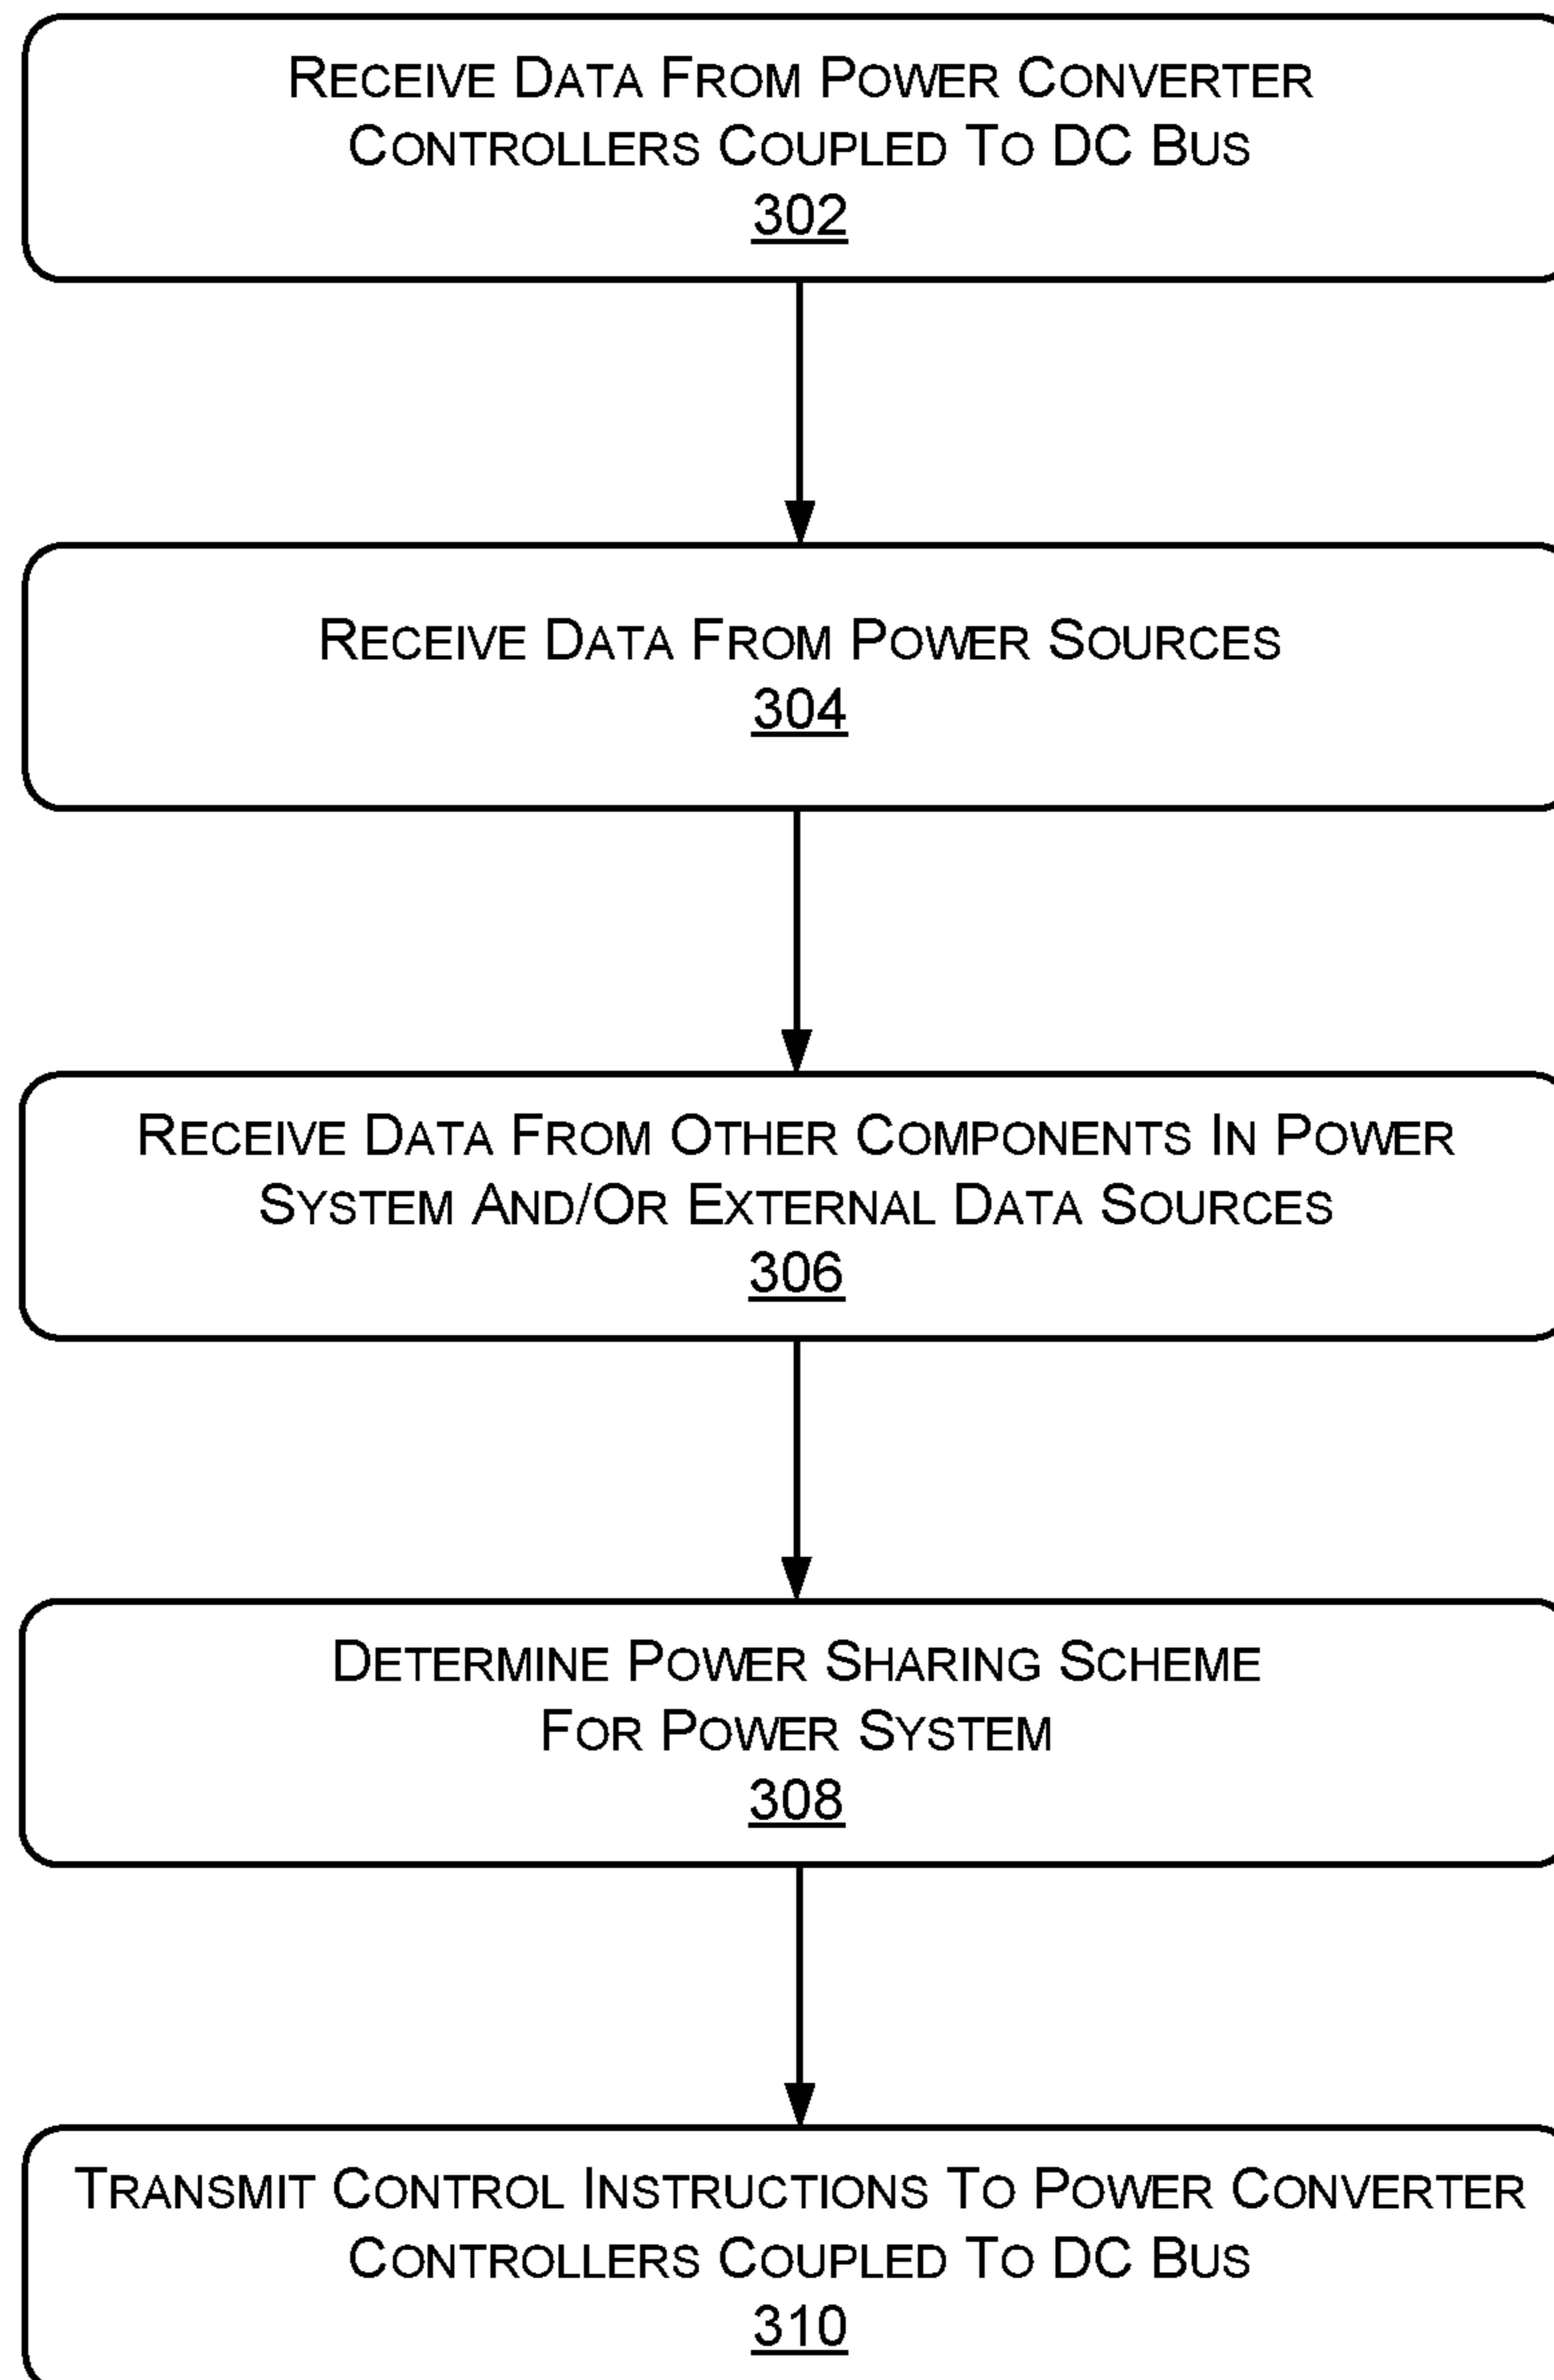 RECEIVE DATA FROM POWER CONVERTER
CONTROLLERS COUPLED TO DC BUS
302
RECEIVE DATA FROM POWER SOURCES
304
RECEIVE DATA FROM OTHER COMPONENTS IN POWER
SYSTEM AND/OR EXTERNAL DATA SOURCES
306
DETERMINE POWER SHARING SCHEME
FOR POWER SYSTEM
308
TRANSMIT CONTROL INSTRUCTIONS TO POWER CONVERTER
CONTROLLERS COUPLED TO DC BUS
310